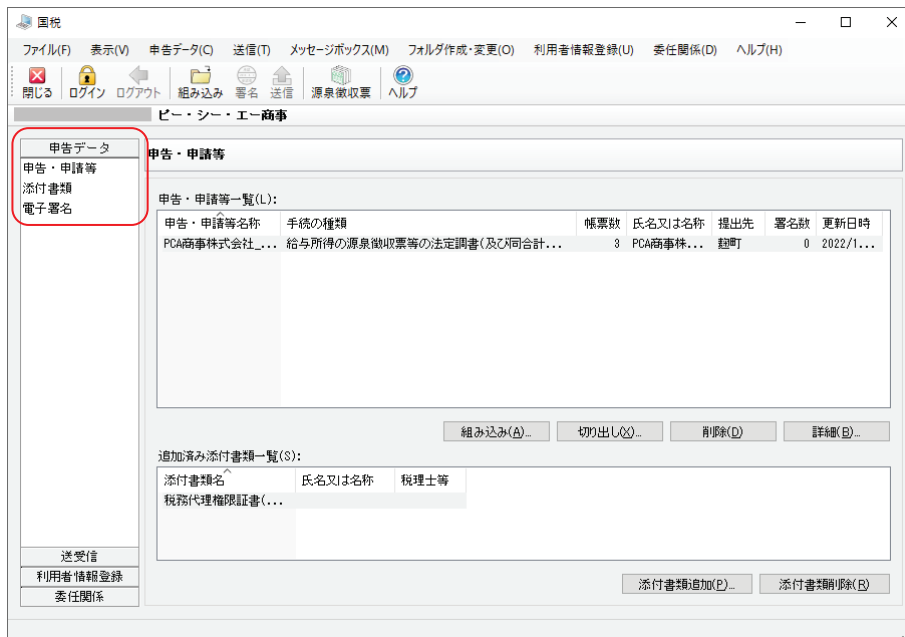 国税
ファイル(F) 表示(V) 申告データ(C) 送信(T) メッセージボックス(M) フォルダ作成・変更(O) 利用者情報登録(U) 委任関係(D) ヘルプ(H)
閉じる ログイン ログアウト 組み込み 署名 送信 源泉徴収票 ヘルプ
ピー・シー・エー商事
申告データ
申告・申請等
添付書類
電子署名
送受信
利用者情報登録
委任関係
申告・申請等
申告・申請等一覧(L):
申告・申請等名称 手続の種類 帳票数 氏名又は名称 提出先 署名数 更新日時
PCA商事株式会社_... 給与所得の源泉徴収票等の法定調書(及び同合計... 3 PCA商事株... 麹町 0 2022/1...
組み込み(A)... 切り出し(X)... 削除(D) 詳細(B)...
追加済み添付書類一覧(S):
添付書類名 氏名又は名称 税理士等
税務代理権限証書(...
添付書類追加(P)... 添付書類削除(R)